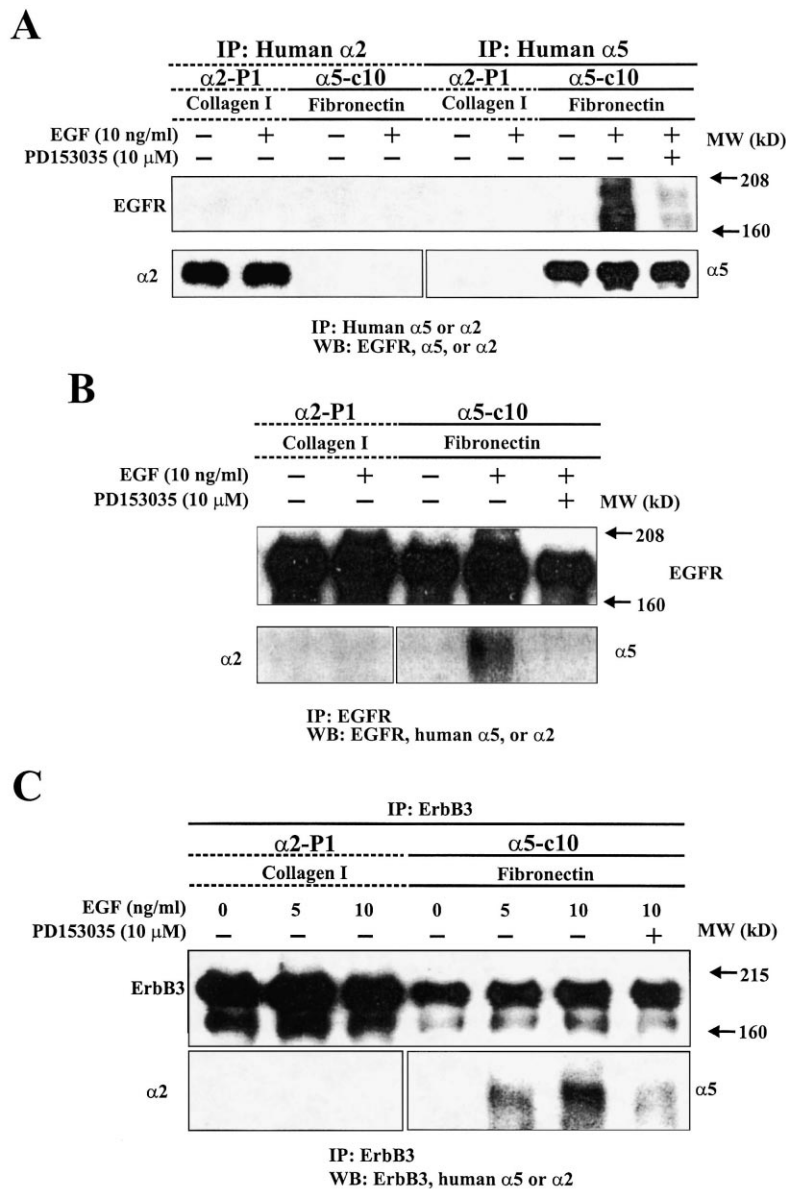 A
IP: Human α2 IP: Human α5
α2-P1 α5-c10 α2-P1 α5-c10
Collagen I Fibronectin Collagen I Fibronectin
EGF (10 ng/ml) − + − + − + − + + MW (kD)
PD153035 (10 μM) − − − − − − − − +
208
EGFR
160
α2 α5
IP: Human α5 or α2
WB: EGFR, α5, or α2
B
α2-P1 α5-c10
Collagen I Fibronectin
EGF (10 ng/ml) − + − + +
PD153035 (10 μM) − − − − + MW (kD)
208
EGFR
160
α2 α5
IP: EGFR
WB: EGFR, human α5, or α2
C
IP: ErbB3
α2-P1 α5-c10
Collagen I Fibronectin
EGF (ng/ml) 0 5 10 0 5 10 10
PD153035 (10 μM) − − − − − − + MW (kD)
215
ErbB3
160
α2 α5
IP: ErbB3
WB: ErbB3, human α5 or α2